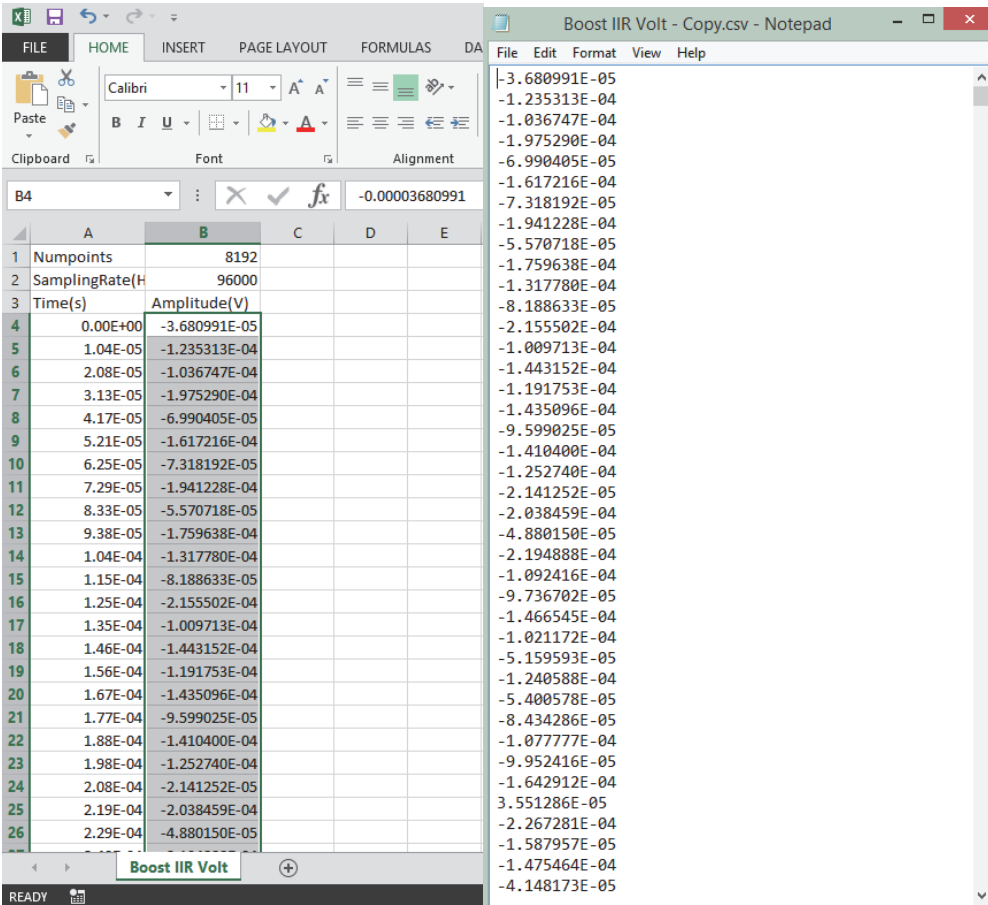 FILE HOME INSERT PAGE LAYOUT FORMULAS DA
Calibri 11 A A
Paste
B I U A
Clipboard Font Alignment
B4 fx -0.00003680991
A B C D E
1 Numpoints 8192
2 SamplingRate(H 96000
3 Time(s) Amplitude(V)
4 0.00E+00 -3.680991E-05
5 1.04E-05 -1.235313E-04
6 2.08E-05 -1.036747E-04
7 3.13E-05 -1.975290E-04
8 4.17E-05 -6.990405E-05
9 5.21E-05 -1.617216E-04
10 6.25E-05 -7.318192E-05
11 7.29E-05 -1.941228E-04
12 8.33E-05 -5.570718E-05
13 9.38E-05 -1.759638E-04
14 1.04E-04 -1.317780E-04
15 1.15E-04 -8.188633E-05
16 1.25E-04 -2.155502E-04
17 1.35E-04 -1.009713E-04
18 1.46E-04 -1.443152E-04
19 1.56E-04 -1.191753E-04
20 1.67E-04 -1.435096E-04
21 1.77E-04 -9.599025E-05
22 1.88E-04 -1.410400E-04
23 1.98E-04 -1.252740E-04
24 2.08E-04 -2.141252E-05
25 2.19E-04 -2.038459E-04
26 2.29E-04 -4.880150E-05
Boost IIR Volt
READY
Boost IIR Volt - Copy.csv - Notepad
File Edit Format View Help
-3.680991E-05
-1.235313E-04
-1.036747E-04
-1.975290E-04
-6.990405E-05
-1.617216E-04
-7.318192E-05
-1.941228E-04
-5.570718E-05
-1.759638E-04
-1.317780E-04
-8.188633E-05
-2.155502E-04
-1.009713E-04
-1.443152E-04
-1.191753E-04
-1.435096E-04
-9.599025E-05
-1.410400E-04
-1.252740E-04
-2.141252E-05
-2.038459E-04
-4.880150E-05
-2.194888E-04
-1.092416E-04
-9.736702E-05
-1.466545E-04
-1.021172E-04
-5.159593E-05
-1.240588E-04
-5.400578E-05
-8.434286E-05
-1.077777E-04
-9.952416E-05
-1.642912E-04
3.551286E-05
-2.267281E-04
-1.587957E-05
-1.475464E-04
-4.148173E-05